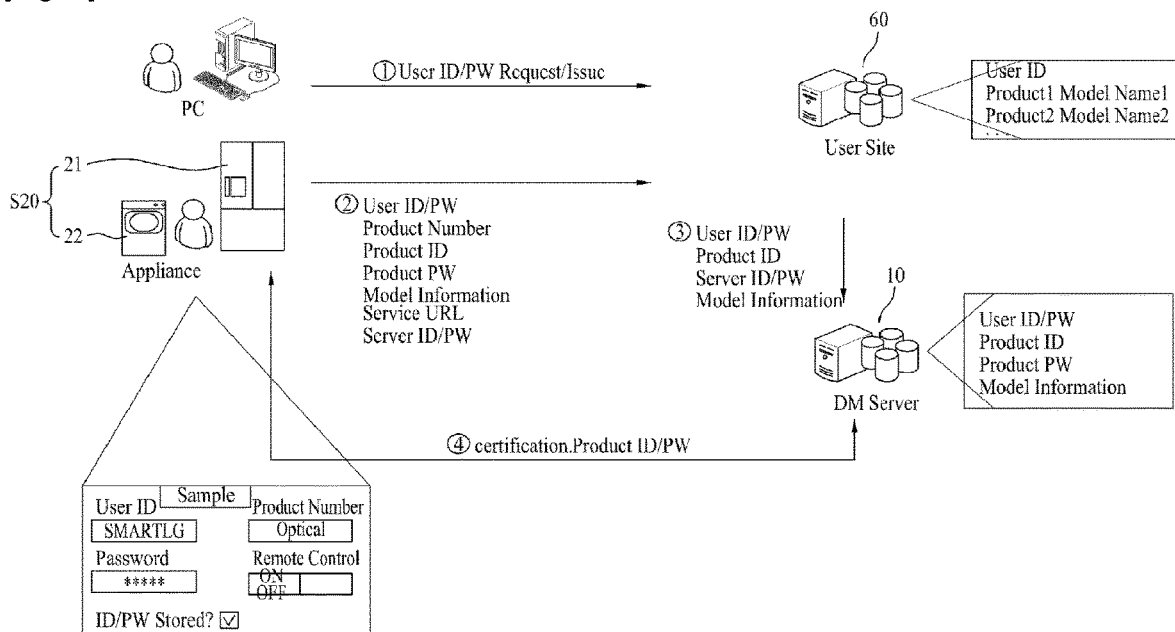 60
① User ID/PW Request/Issue
PC
User Site
User ID
Product1 Model Name1
Product2 Model Name2
. . .
S20
21
22
Appliance
② User ID/PW
Product Number
Product ID
Product PW
Model Information
Service URL
Server ID/PW
③ User ID/PW
Product ID
Server ID/PW
Model Information
10
DM Server
User ID/PW
Product ID
Product PW
Model Information
④ certification.Product ID/PW
Sample
User ID
Product Number
SMARTLG
Optical
Password
Remote Control
*****
ON
OFF
ID/PW Stored?